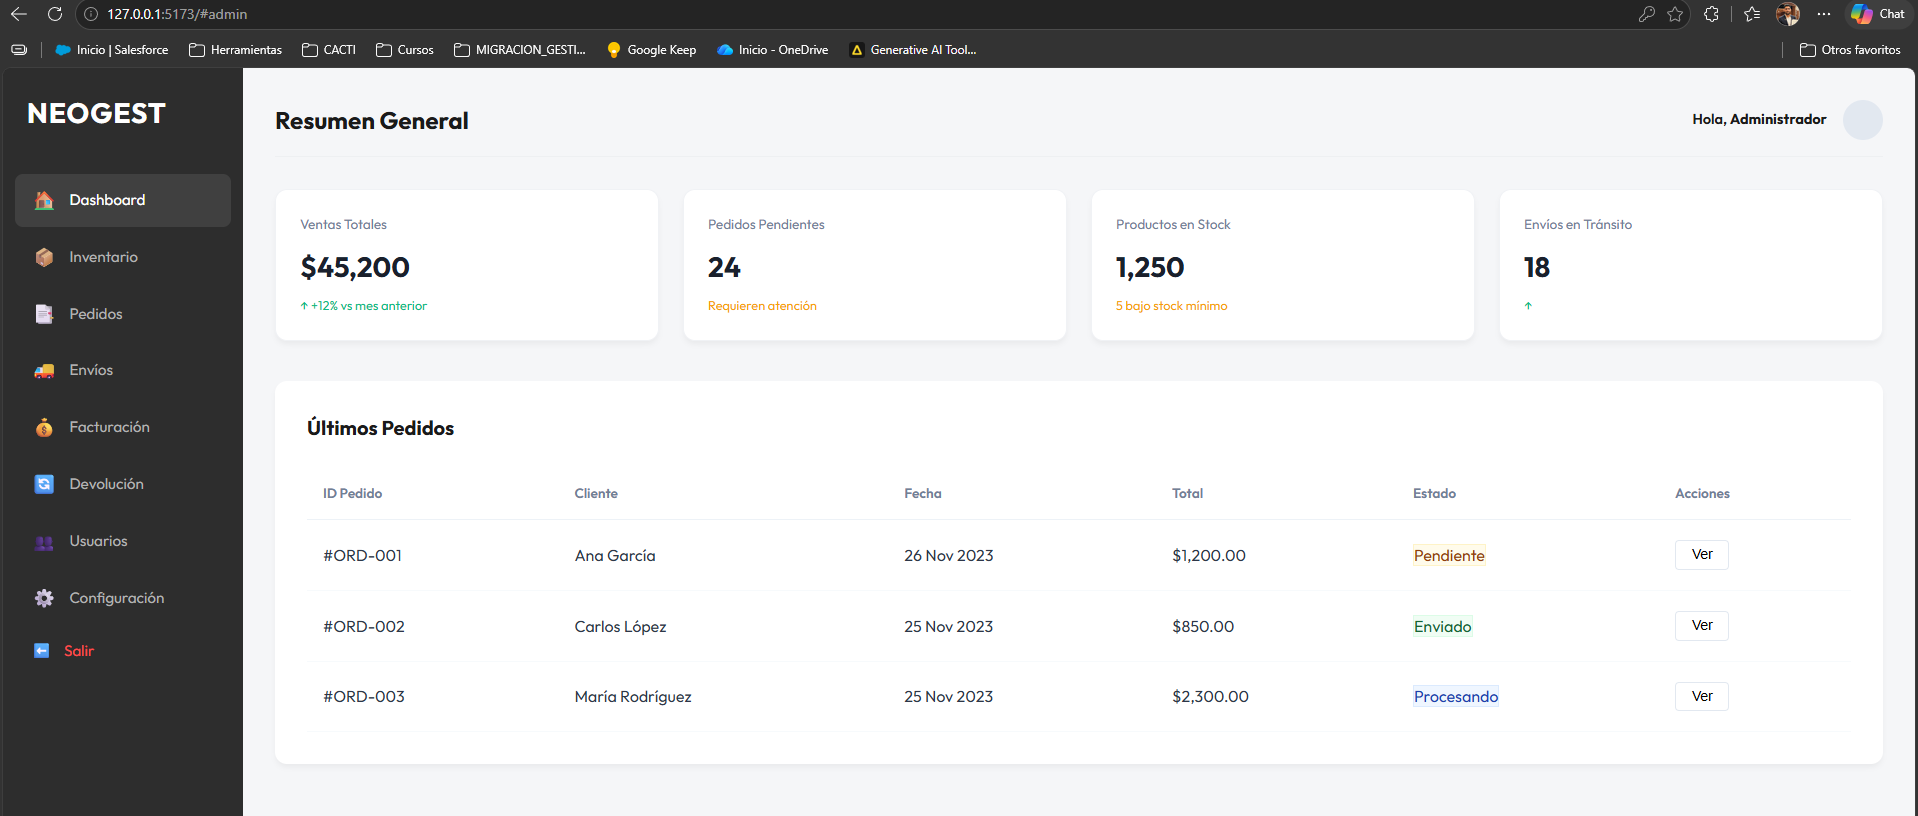 127.0.0.1:5173/#admin
Chat
Inicio | Salesforce
Herramientas
CACTI
Cursos
MIGRACION_GESTI...
Google Keep
Inicio - OneDrive
Generative AI Tool...
Otros favoritos
NEOGEST
Dashboard
Inventario
Pedidos
Envíos
Facturación
Devolución
Usuarios
Configuración
Salir
Resumen General
Hola, Administrador
Ventas Totales
$45,200
↑ +12% vs mes anterior
Pedidos Pendientes
24
Requieren atención
Productos en Stock
1,250
5 bajo stock mínimo
Envíos en Tránsito
18
↑
Últimos Pedidos
ID Pedido Cliente Fecha Total Estado Acciones
#ORD-001 Ana García 26 Nov 2023 $1,200.00 Pendiente Ver
#ORD-002 Carlos López 25 Nov 2023 $850.00 Enviado Ver
#ORD-003 María Rodríguez 25 Nov 2023 $2,300.00 Procesando Ver